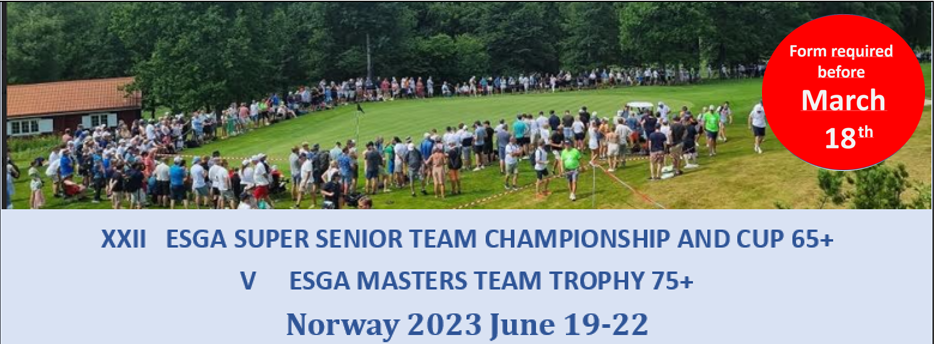 Form required
before
March
18th
XXII ESGA SUPER SENIOR TEAM CHAMPIONSHIP AND CUP 65+
V ESGA MASTERS TEAM TROPHY 75+
Norway 2023 June 19-22